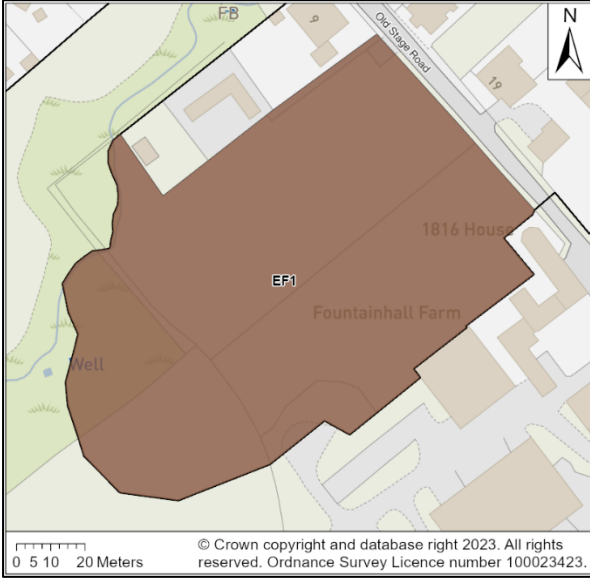 FB
9
N
Old Stage Road
19
1816 House
EF1
Fountainhall Farm
Well
0 5 10 20 Meters
© Crown copyright and database right 2023. All rights
reserved. Ordnance Survey Licence number 100023423.